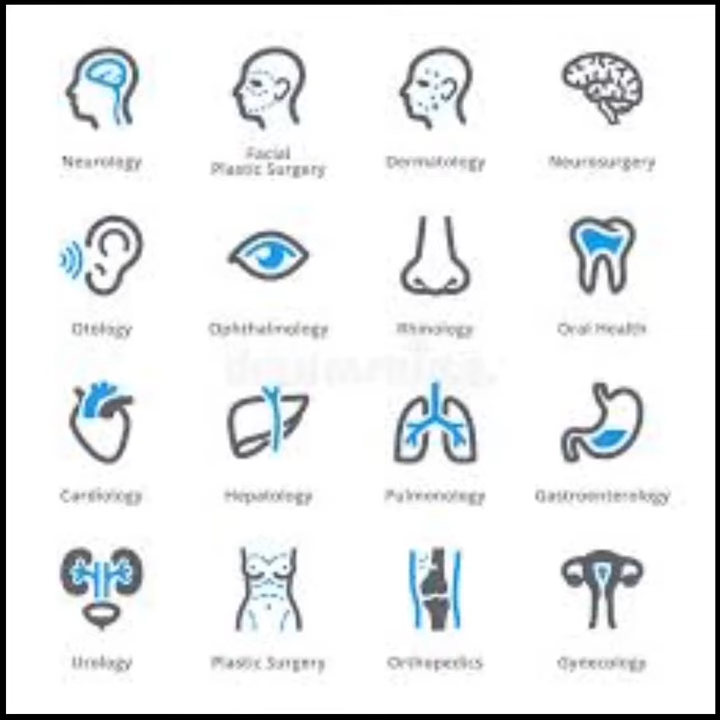 Neurology
Facial
Plastic Surgery
Dermatology
Neurosurgery
Otology
Ophthalmology
Rhinology
Oral Health
Cardiology
Hepatology
Pulmonology
Gastroenterology
Urology
Plastic Surgery
Orthopedics
Gynecology